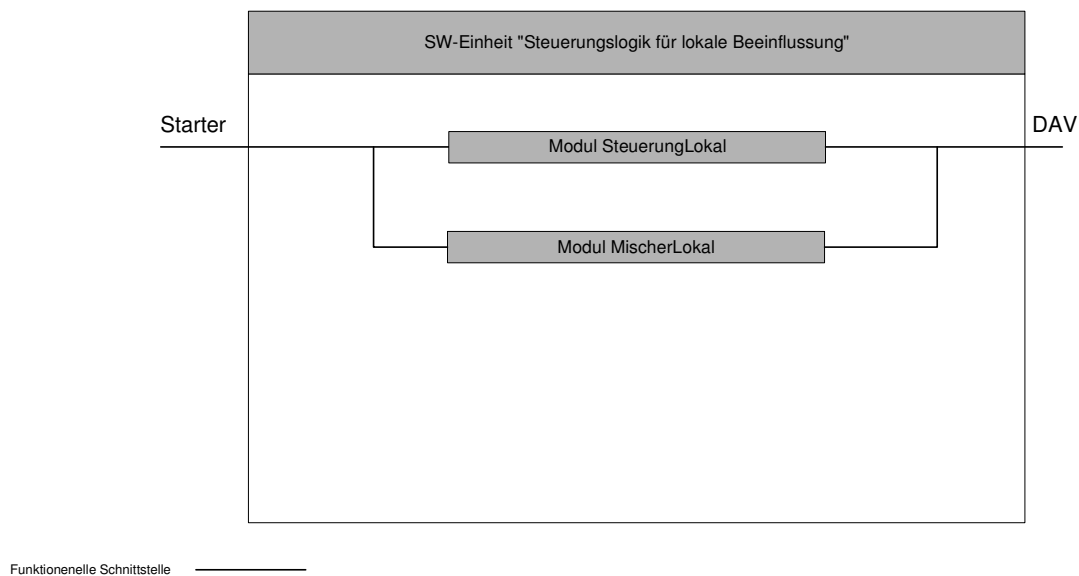 SW-Einheit "Steuerungslogik für lokale Beeinflussung"
Starter
DAV
Modul SteuerungLokal
Modul MischerLokal
Funktionenelle Schnittstelle